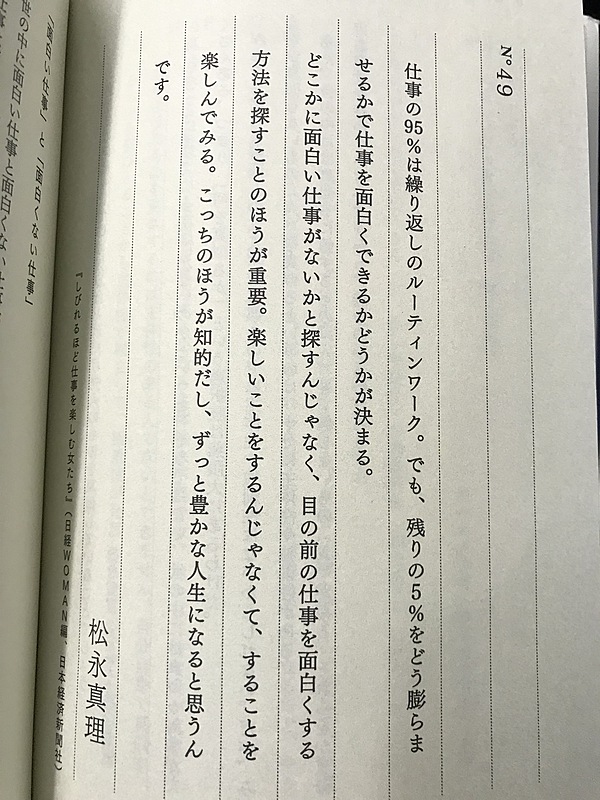 N°49
仕事の95%は繰り返しのルーティンワーク。でも、残りの5%をどう膨らま
せるかで仕事を面白くできるかどうかが決まる。
どこかに面白い仕事がないかと探すんじゃなく、目の前の仕事を面白くする
方法を探すことのほうが重要。楽しいことをするんじゃなくて、することを
楽しんでみる。こっちのほうが知的だし、ずっと豊かな人生になると思うん
です。
松永真理
『しびれるほど仕事を楽しむ女たち』(日経WOMAN編、日本経済新聞社)
「面白い仕事」と「面白くない仕事」
世の中に面白い仕事と面白くない仕事